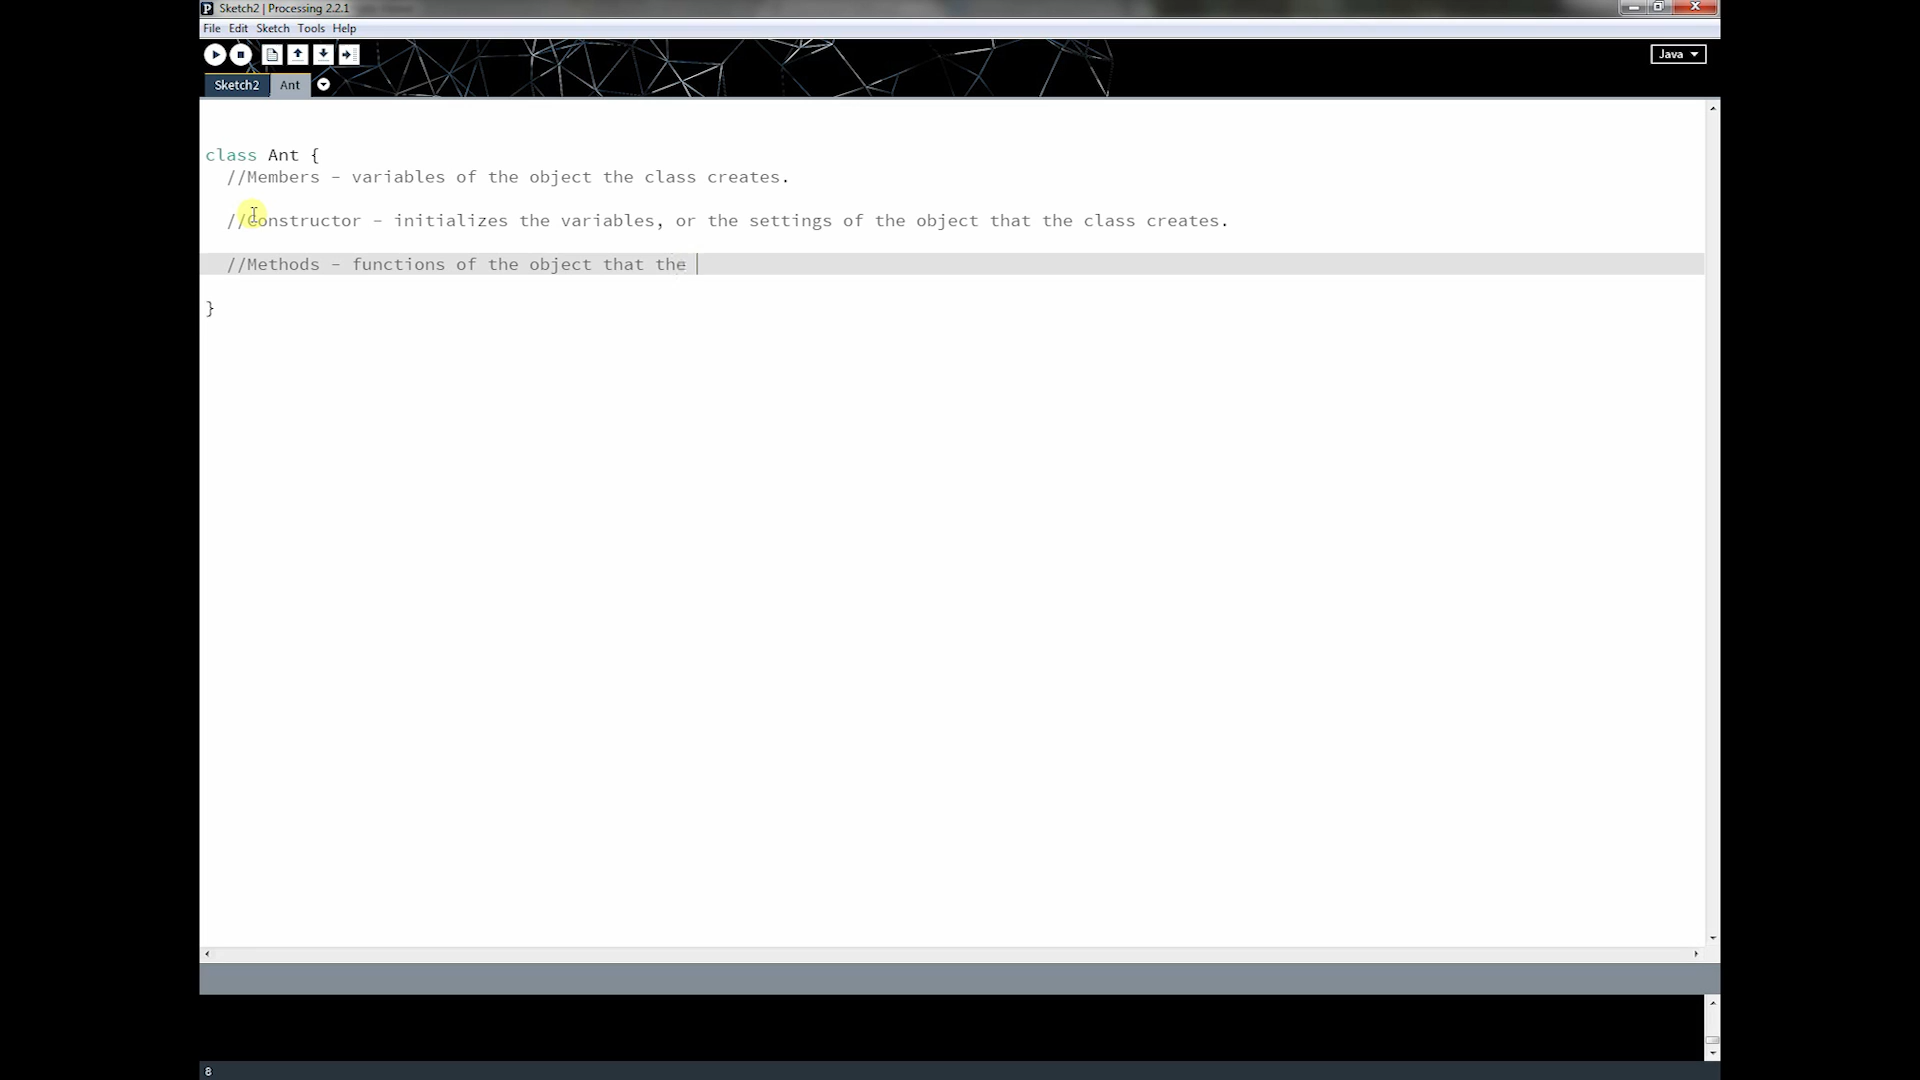 P Sketch2 | Processing 2.2.1
File Edit Sketch Tools Help
Java
Sketch2 Ant
class Ant {
//Members - variables of the object the class creates.
//Constructor - initializes the variables, or the settings of the object that the class creates.
//Methods - functions of the object that the
}
8